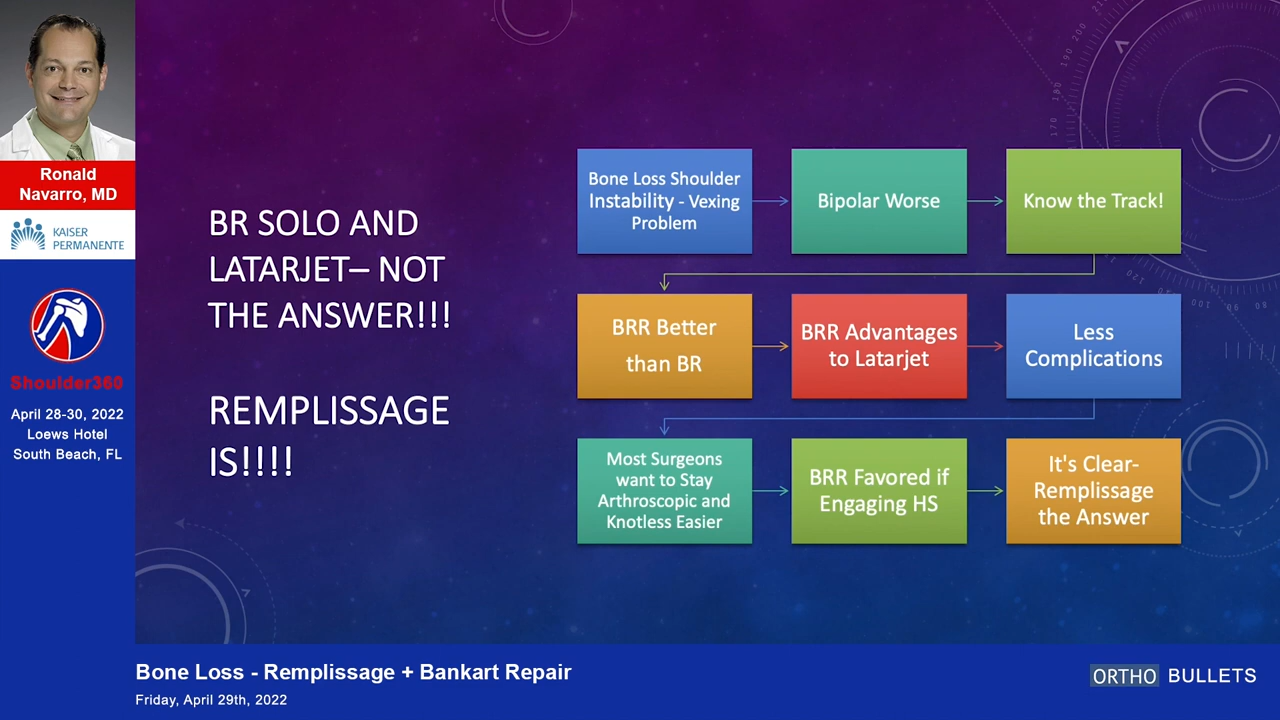 Ronald
Navarro, MD
KAISER
PERMANENTE
Shoulder360
April 28-30, 2022
Loews Hotel
South Beach, FL
BR SOLO AND
LATARJET– NOT
THE ANSWER!!!
REMPLISSAGE
IS!!!!
Bone Loss Shoulder
Instability - Vexing
Problem
Bipolar Worse
Know the Track!
BRR Better
than BR
BRR Advantages
to Latarjet
Less
Complications
Most Surgeons
want to Stay
Arthroscopic and
Knotless Easier
BRR Favored if
Engaging HS
It's Clear-
Remplissage
the Answer
Bone Loss - Remplissage + Bankart Repair
Friday, April 29th, 2022
ORTHO BULLETS